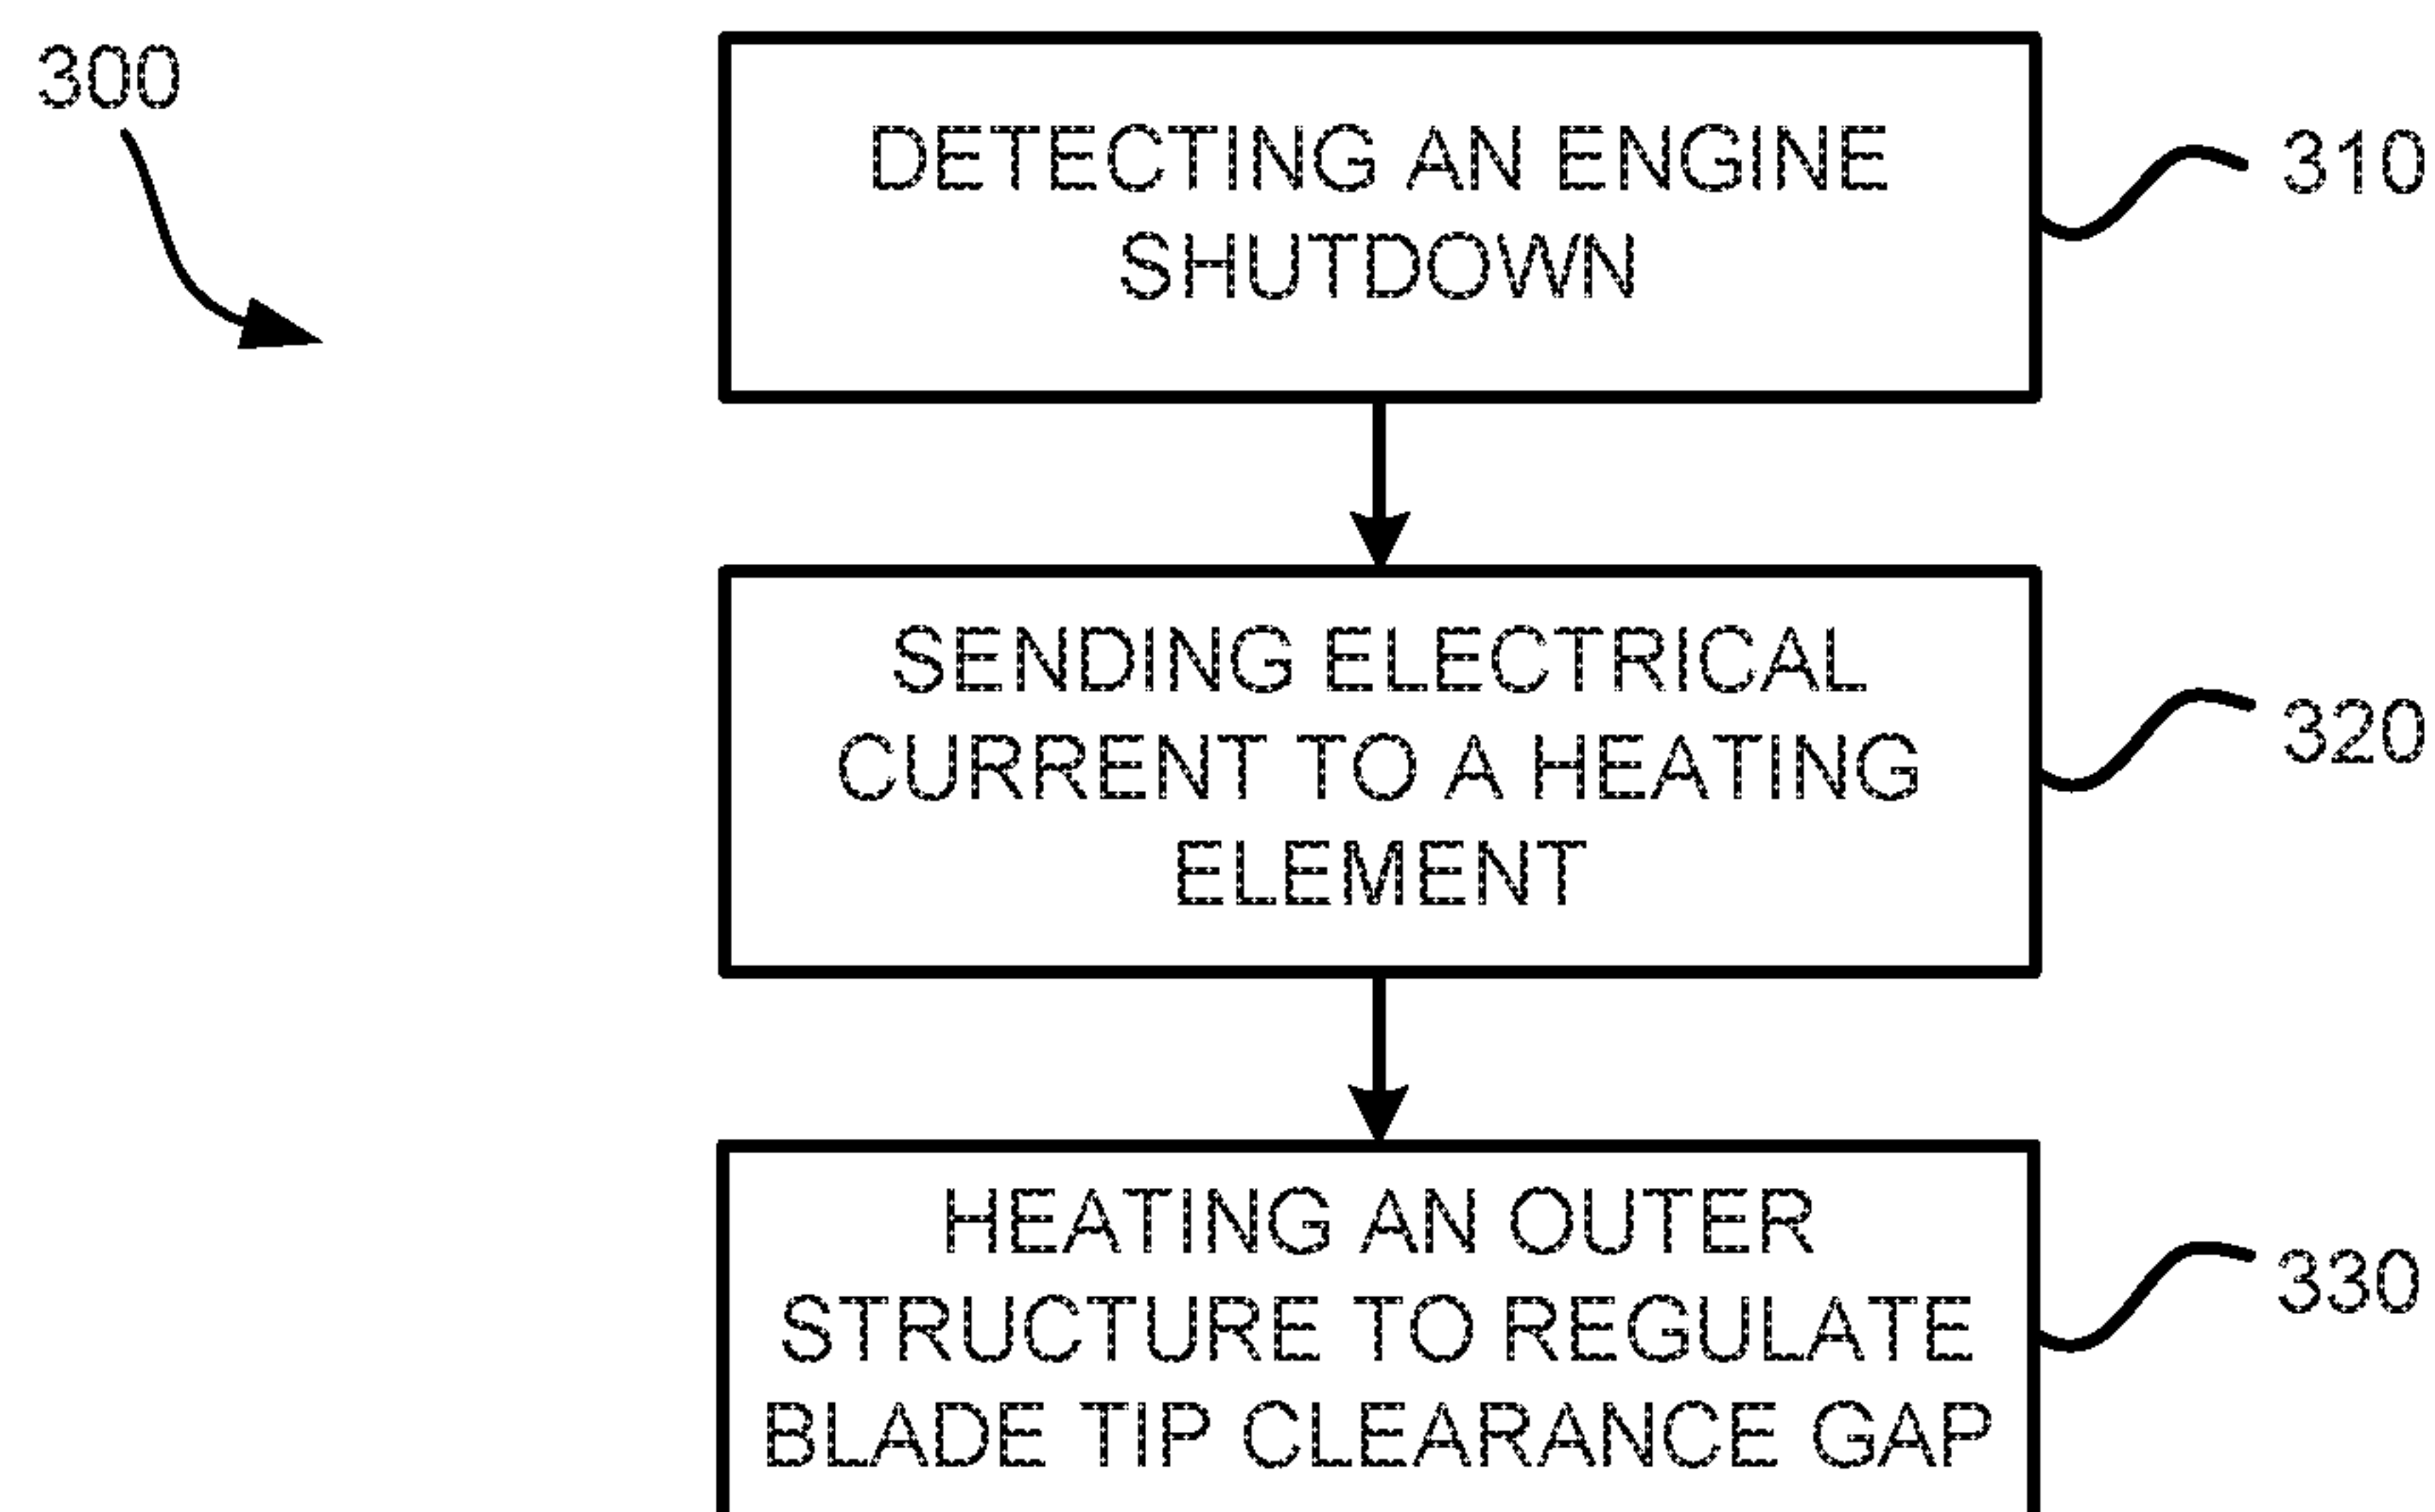 300
DETECTING AN ENGINE
SHUTDOWN
310
SENDING ELECTRICAL
CURRENT TO A HEATING
ELEMENT
320
HEATING AN OUTER
STRUCTURE TO REGULATE
BLADE TIP CLEARANCE GAP
330